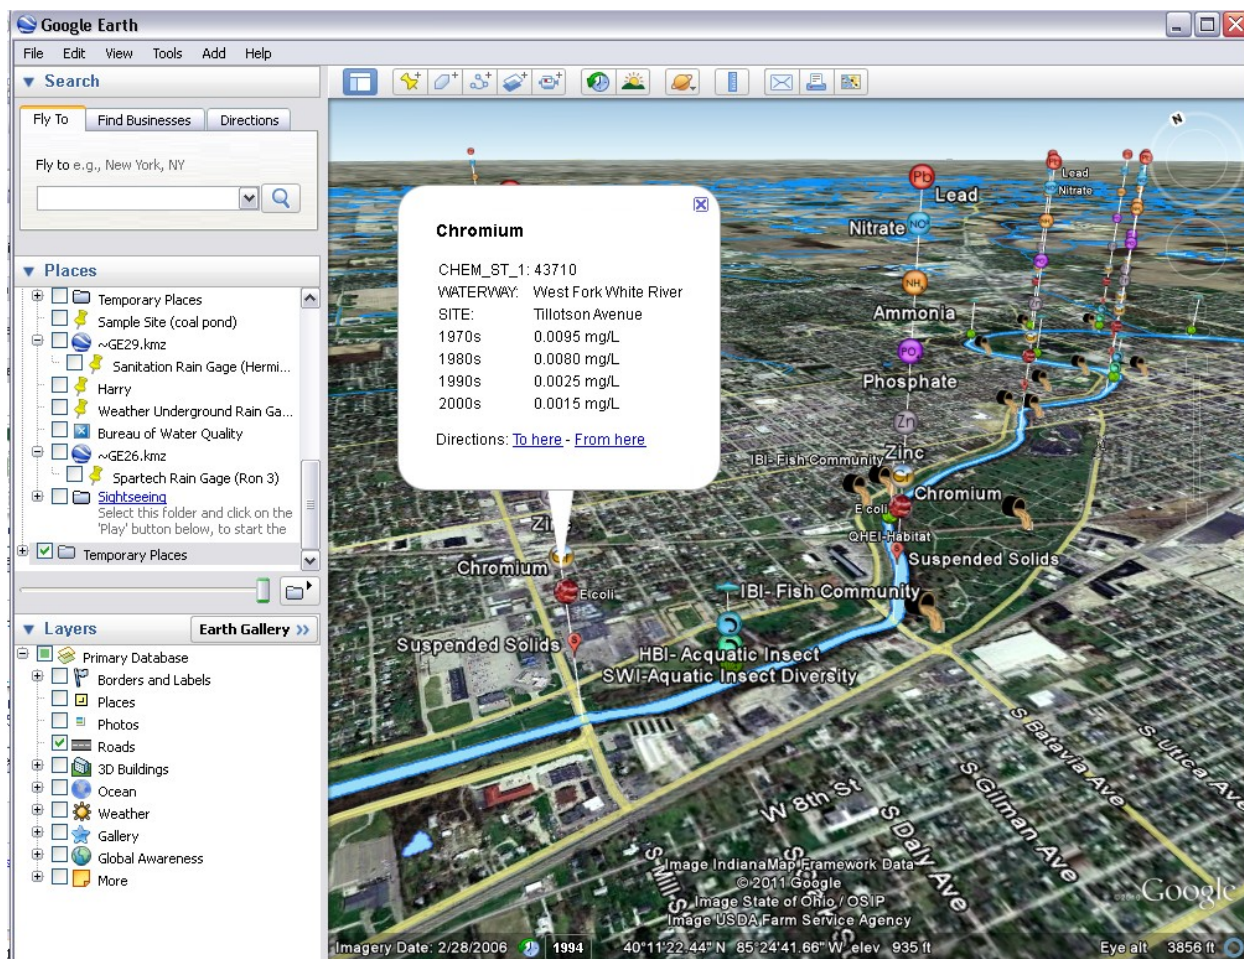 Google Earth
File Edit View Tools Add Help
Search
Fly To Find Businesses Directions
Fly to e.g., New York, NY
Places
Temporary Places
Sample Site (coal pond)
~GE29.kmz
Sanitation Rain Gage (Hermi...
Harry
Weather Underground Rain Ga...
Bureau of Water Quality
~GE26.kmz
Spartech Rain Gage (Ron 3)
Sightseeing
Select this folder and click on the
'Play' button below, to start the
Temporary Places
Layers Earth Gallery »
Primary Database
Borders and Labels
Places
Photos
Roads
3D Buildings
Ocean
Weather
Gallery
Global Awareness
More
N
Chromium
CHEM_ST_1: 43710
WATERWAY: West Fork White River
SITE: Tillotson Avenue
1970s 0.0095 mg/L
1980s 0.0080 mg/L
1990s 0.0025 mg/L
2000s 0.0015 mg/L
Directions: To here - From here
Pb
Lead
Nitrate
Lead
Nitrate
Ammonia
Phosphate
Zn
IBI- Fish Community
Zinc
Chromium
E coli
QHEI-Habitat
Suspended Solids
Zinc
Chromium
E coli
Suspended Solids
IBI- Fish Community
HBI- Acquatic Insect
SWI-Aquatic Insect Diversity
S Batavia Ave
S Utica Ave
S Gilman Ave
W 8th St
S Daly Ave
Image IndianaMap Framework Data
© 2011 Google
Image State of Ohio / OSIP
Image USDA Farm Service Agency
Google
Imagery Date: 2/28/2006 1994 40°11'22.44" N 85°24'41.66" W elev 935 ft Eye alt 3856 ft